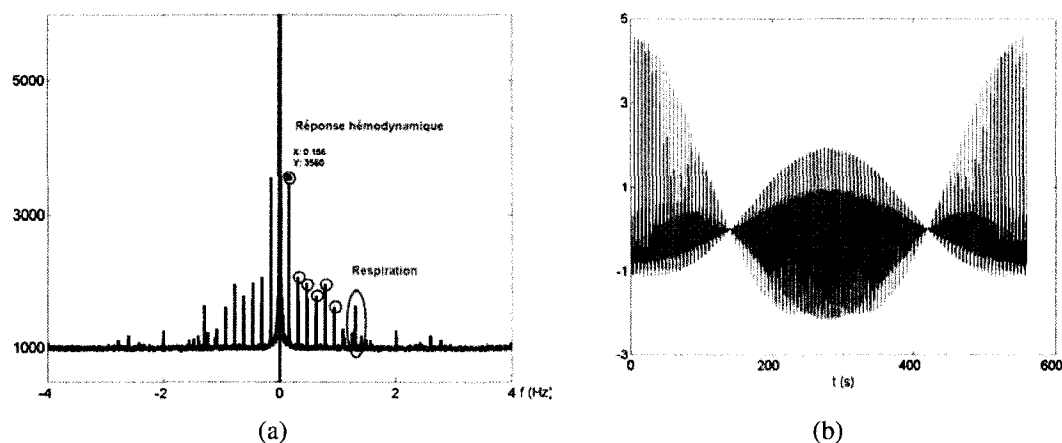 5000
3000
1000
Réponse hémodynamique
X: 0.156
Y: 3560
Respiration
-4
-2
0
2
4 f (Hz)
(a)
5
3
1
-1
-3
0
200
400
600
t (s)
(b)